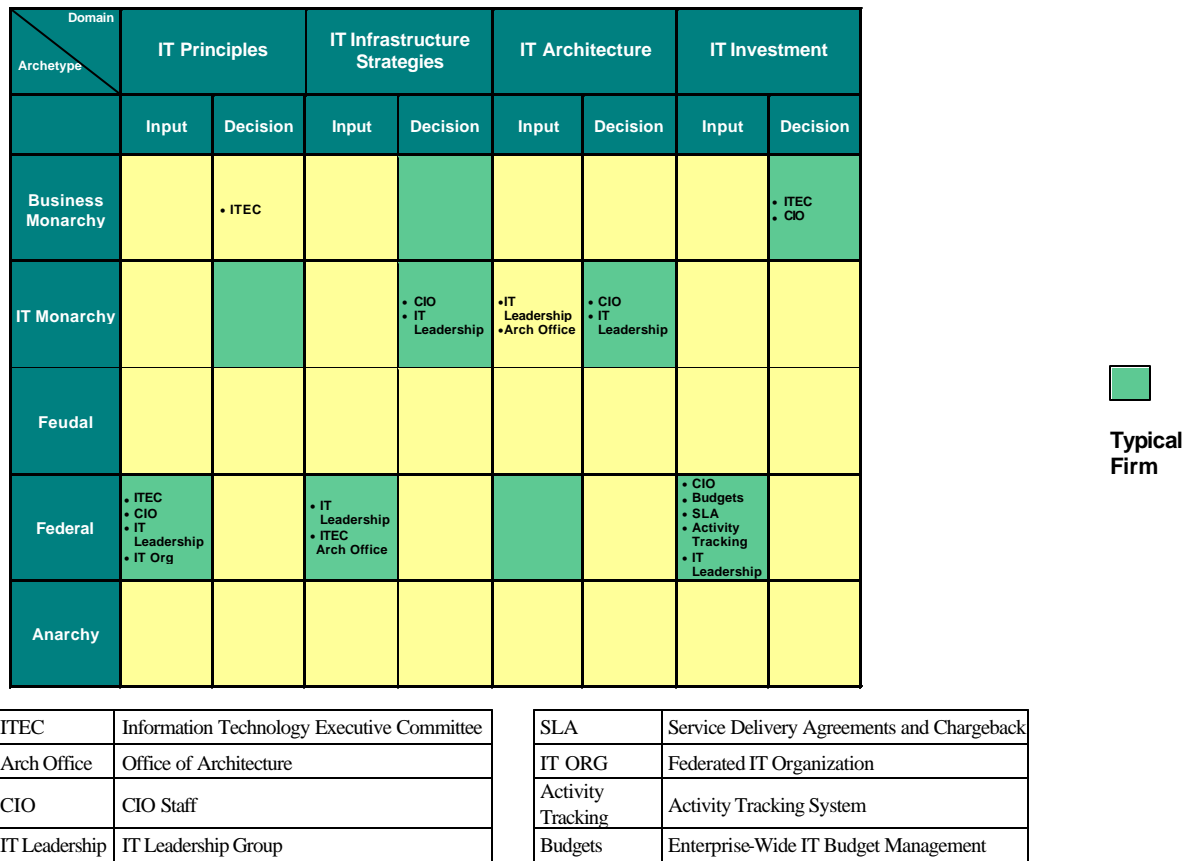 Domain
Archetype
IT Principles
IT Infrastructure
Strategies
IT Architecture
IT Investment
Input
Decision
Input
Decision
Input
Decision
Input
Decision
Business
Monarchy
• ITEC
• ITEC
• CIO
IT Monarchy
• CIO
• IT
Leadership
•IT
Leadership
•Arch Office
• CIO
• IT
Leadership
Feudal
Federal
• ITEC
• CIO
• IT
Leadership
• IT Org
• IT
Leadership
• ITEC
Arch Office
• CIO
• Budgets
• SLA
• Activity
Tracking
• IT
Leadership
Anarchy
Typical
Firm
ITEC
Information Technology Executive Committee
Arch Office
Office of Architecture
CIO
CIO Staff
IT Leadership
IT Leadership Group
SLA
Service Delivery Agreements and Chargeback
IT ORG
Federated IT Organization
Activity
Tracking
Activity Tracking System
Budgets
Enterprise-Wide IT Budget Management